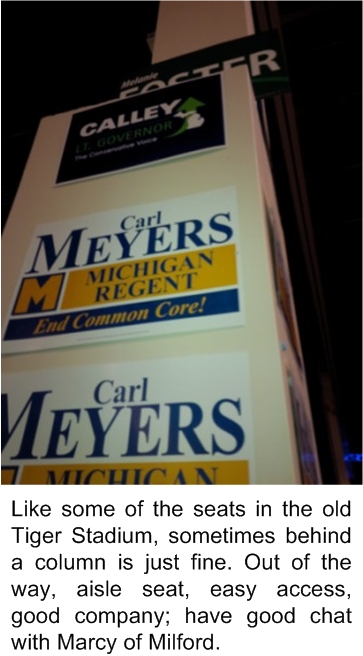 Melanie
FOSTER
CALLEY
LT. GOVERNOR
The Conservative Voice
Carl
MEYERS
M MICHIGAN
REGENT
End Common Core!
Carl
MEYERS
MICHIGAN
Like some of the seats in the old
Tiger Stadium, sometimes behind
a column is just fine. Out of the
way, aisle seat, easy access,
good company; have good chat
with Marcy of Milford.